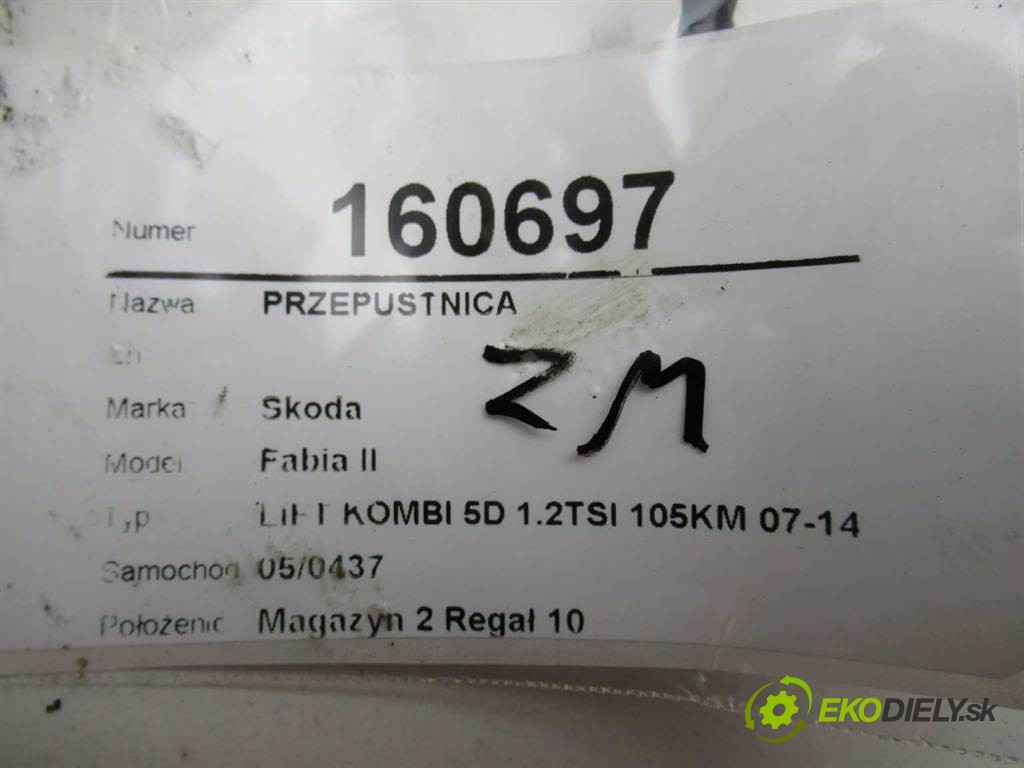 Numer 160697
Nazwa PRZEPUSTNICA
ZM
Marka Skoda
Model Fabia II
Typ LIFT KOMBI 5D 1.2TSI 105KM 07-14
Samochód 05/0437
Położenie Magazyn 2 Regał 10
EKODIELY.sk